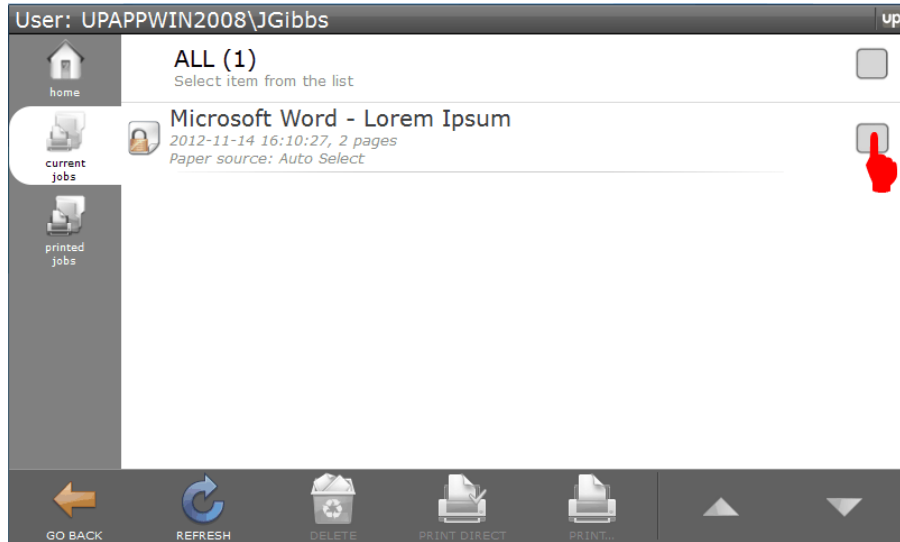 User: UPAPPWIN2008\JGibbs
up
home
ALL (1)
Select item from the list
current
jobs
Microsoft Word - Lorem Ipsum
2012-11-14 16:10:27, 2 pages
Paper source: Auto Select
printed
jobs
GO BACK
REFRESH
DELETE
PRINT DIRECT
PRINT...